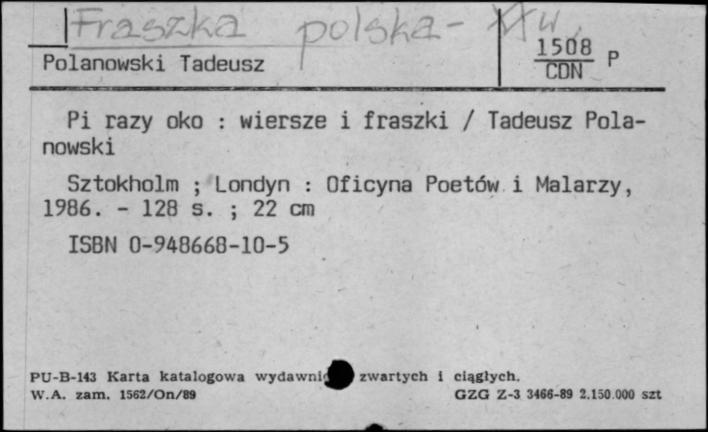 Fraszka polska - XX w.
Polanowski Tadeusz
1508
CDN P
Pi razy oko : wiersze i fraszki / Tadeusz Pola-
nowski
Sztokholm ; Londyn : Oficyna Poetów i Malarzy,
1986. - 128 s. ; 22 cm
ISBN 0-948668-10-5
PU-B-143 Karta katalogowa wydawnic zwartych i ciągłych.
W.A. zam. 1562/On/89 GZG Z-3 3466-89 2.150.000 szt